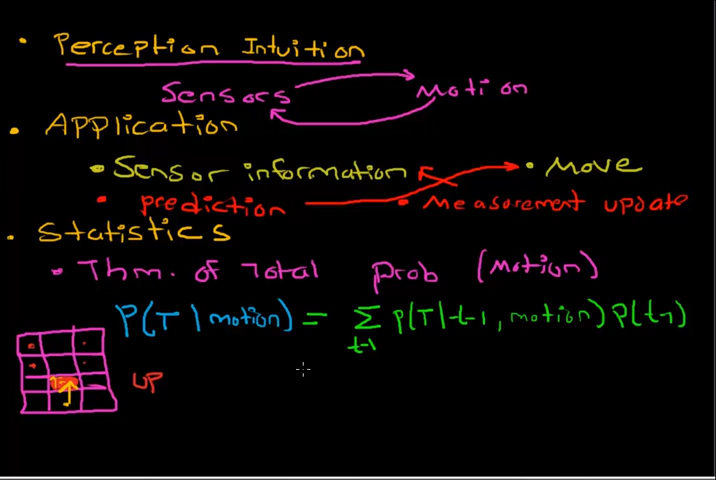 • Perception Intuition
Sensors Motion
• Application
• Sensor information • Move
• prediction • Measurement update
• Statistics
• Thm. of Total prob (Motion)
P(T | motion) = Σ P(T|t-1, motion) P(t-1)
t-1
UP